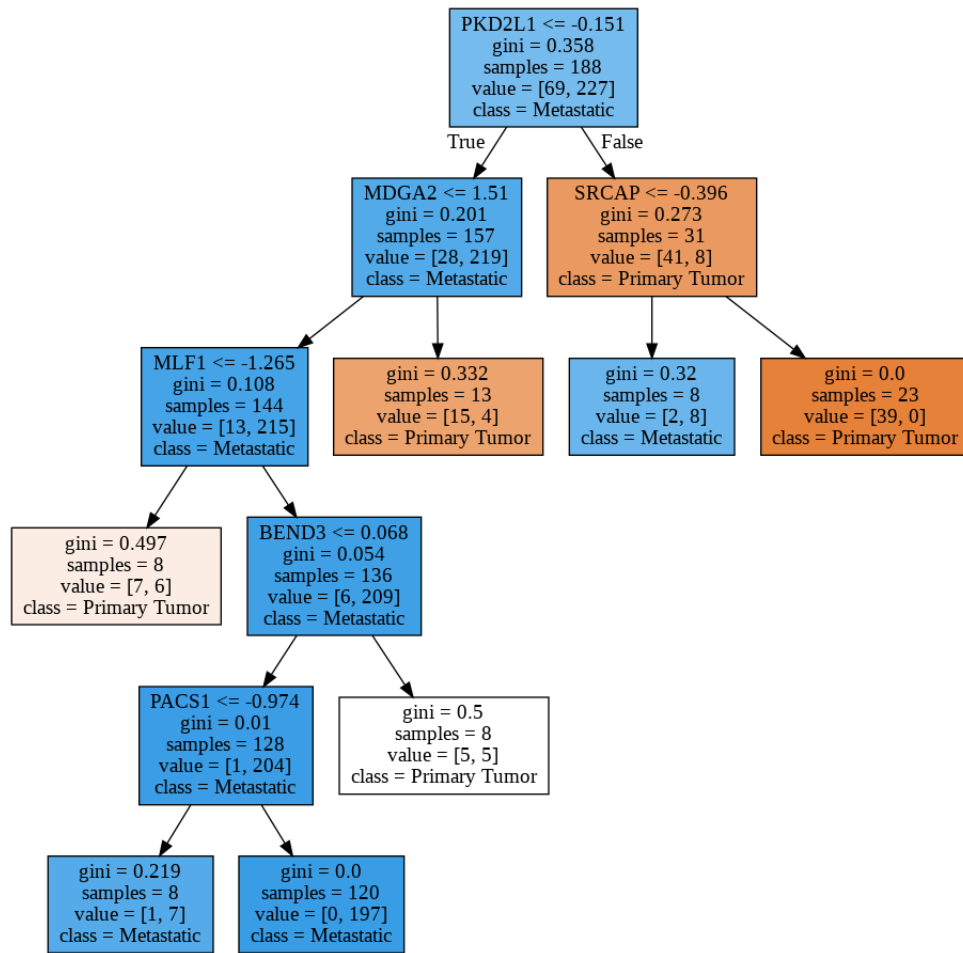 PKD2L1 <= -0.151
gini = 0.358
samples = 188
value = [69, 227]
class = Metastatic
True
False
MDGA2 <= 1.51
gini = 0.201
samples = 157
value = [28, 219]
class = Metastatic
SRCAP <= -0.396
gini = 0.273
samples = 31
value = [41, 8]
class = Primary Tumor
MLF1 <= -1.265
gini = 0.108
samples = 144
value = [13, 215]
class = Metastatic
gini = 0.332
samples = 13
value = [15, 4]
class = Primary Tumor
gini = 0.32
samples = 8
value = [2, 8]
class = Metastatic
gini = 0.0
samples = 23
value = [39, 0]
class = Primary Tumor
gini = 0.497
samples = 8
value = [7, 6]
class = Primary Tumor
BEND3 <= 0.068
gini = 0.054
samples = 136
value = [6, 209]
class = Metastatic
PACS1 <= -0.974
gini = 0.01
samples = 128
value = [1, 204]
class = Metastatic
gini = 0.5
samples = 8
value = [5, 5]
class = Primary Tumor
gini = 0.219
samples = 8
value = [1, 7]
class = Metastatic
gini = 0.0
samples = 120
value = [0, 197]
class = Metastatic